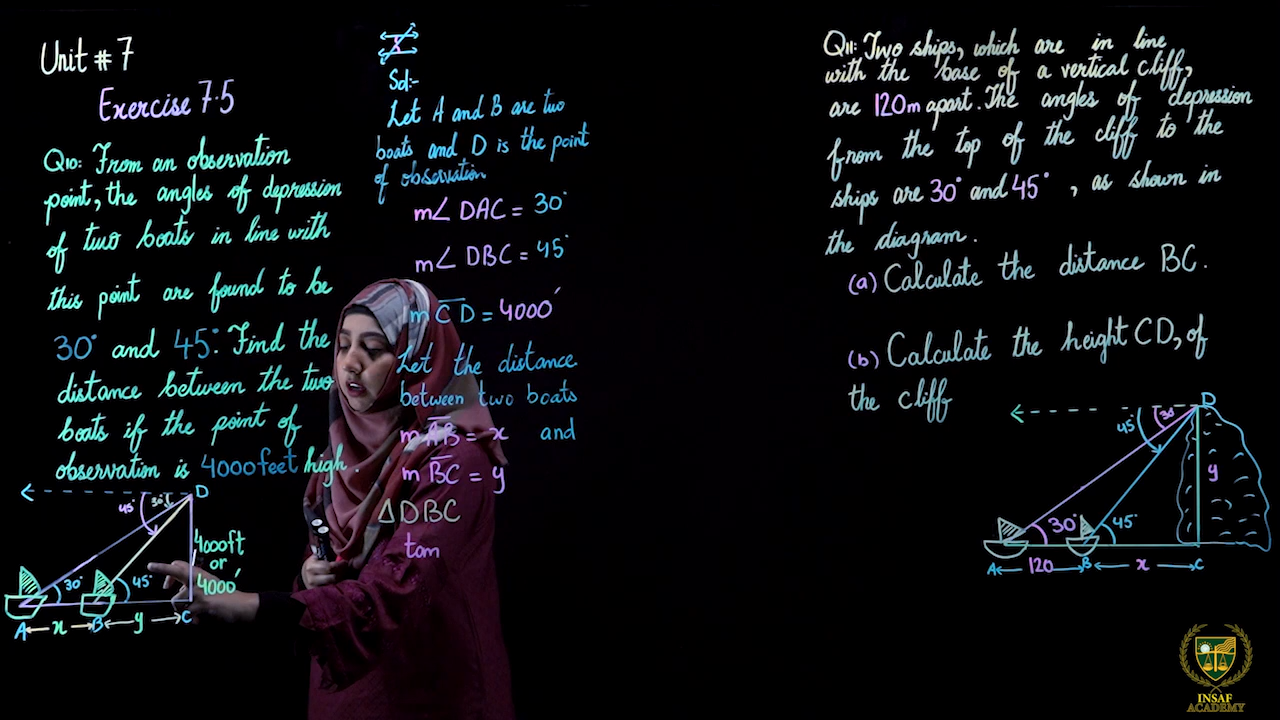 Unit # 7
Exercise 7.5
Q10: From an observation
point, the angles of depression
of two boats in line with
this point are found to be
30° and 45°. Find the
distance between the two
boats if the point of
observation is 4000 feet high.
D
45° 30°
4000ft
or
4000'
30° 45°
A x B y C
Sol:-
Let A and B are two
boats and D is the point
of observation
m∠ DAC = 30°
m∠ DBC = 45°
m CD = 4000'
Let the distance
between two boats
m AB = x and
m BC = y
△DBC
tan
Q11: Two ships, which are in line
with the base of a vertical cliff,
are 120m apart. The angles of depression
from the top of the cliff to the
ships are 30° and 45°, as shown in
the diagram.
(a) Calculate the distance BC.
(b) Calculate the height CD, of
the cliff
D
45° 30°
y
30° 45°
A 120 B x C
INSAF
ACADEMY